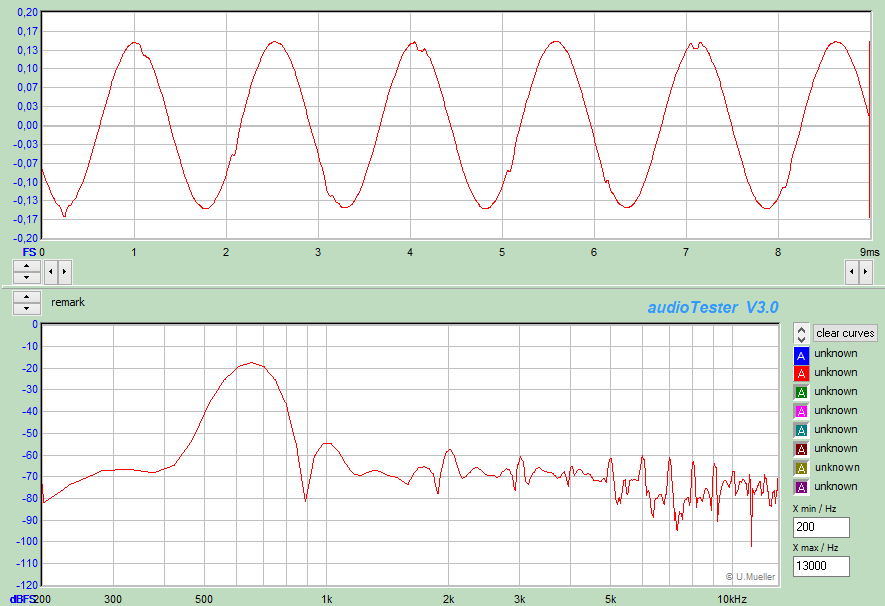 0,20
0,17
0,13
0,10
0,07
0,03
0,00
-0,03
-0,07
-0,10
-0,13
-0,17
-0,20
FS 0 1 2 3 4 5 6 7 8 9ms
remark
audioTester V3.0
0
-10
-20
-30
-40
-50
-60
-70
-80
-90
-100
-110
-120
dBFS 200 300 500 1k 2k 3k 5k 10kHz
© U.Mueller
clear curves
A unknown
A unknown
A unknown
A unknown
A unknown
A unknown
A unknown
A unknown
X min / Hz
200
X max / Hz
13000